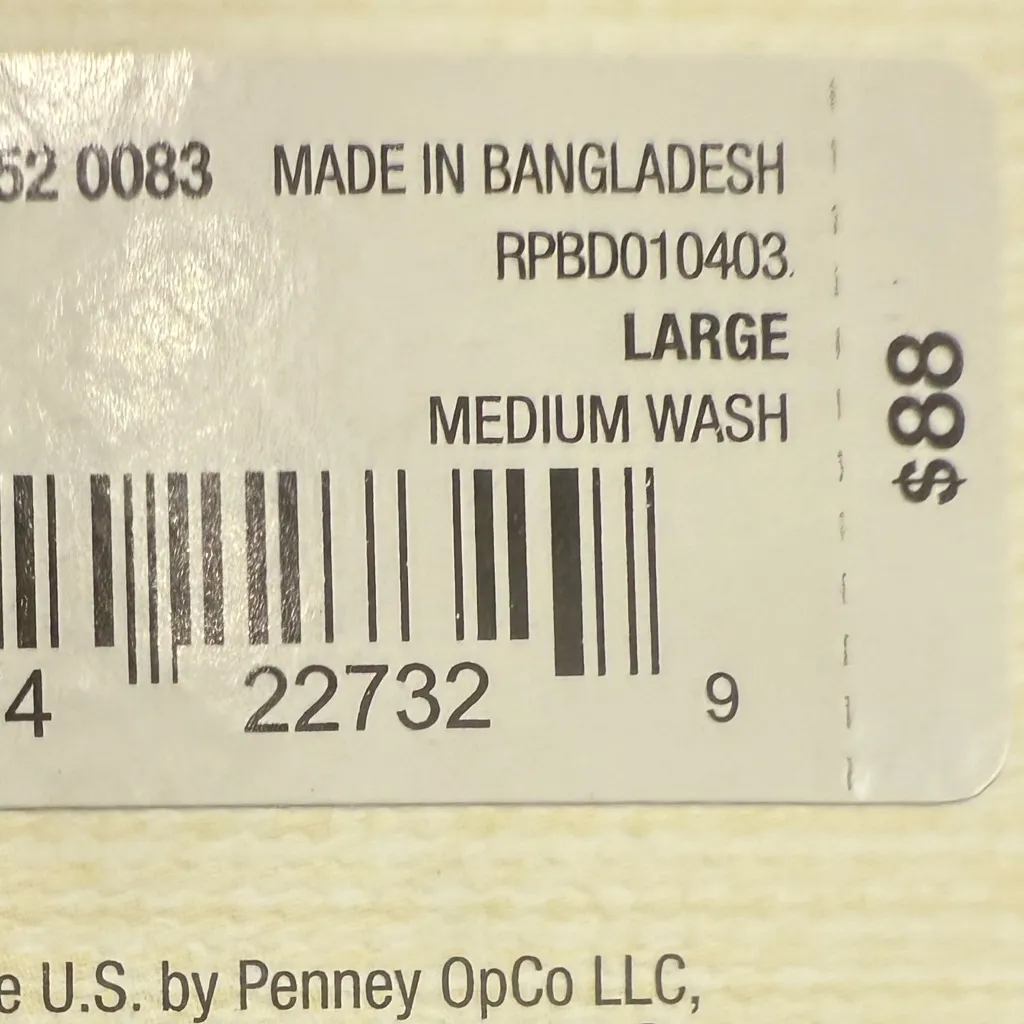 52 0083 MADE IN BANGLADESH
RPBD010403
LARGE
MEDIUM WASH
$88
4 22732 9
U.S. by Penney OpCo LLC,